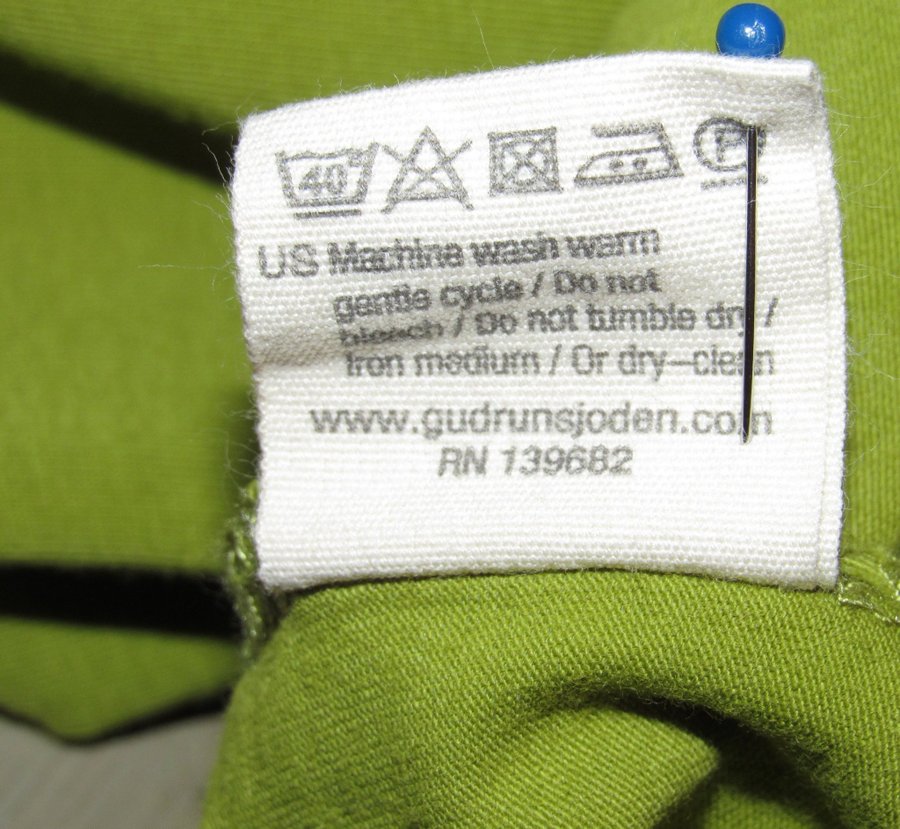 40 P
US Machine wash warm
gentle cycle / Do not
bleach / Do not tumble dry /
Iron medium / Or dry-clean
www.gudrunsjoden.com
RN 139682